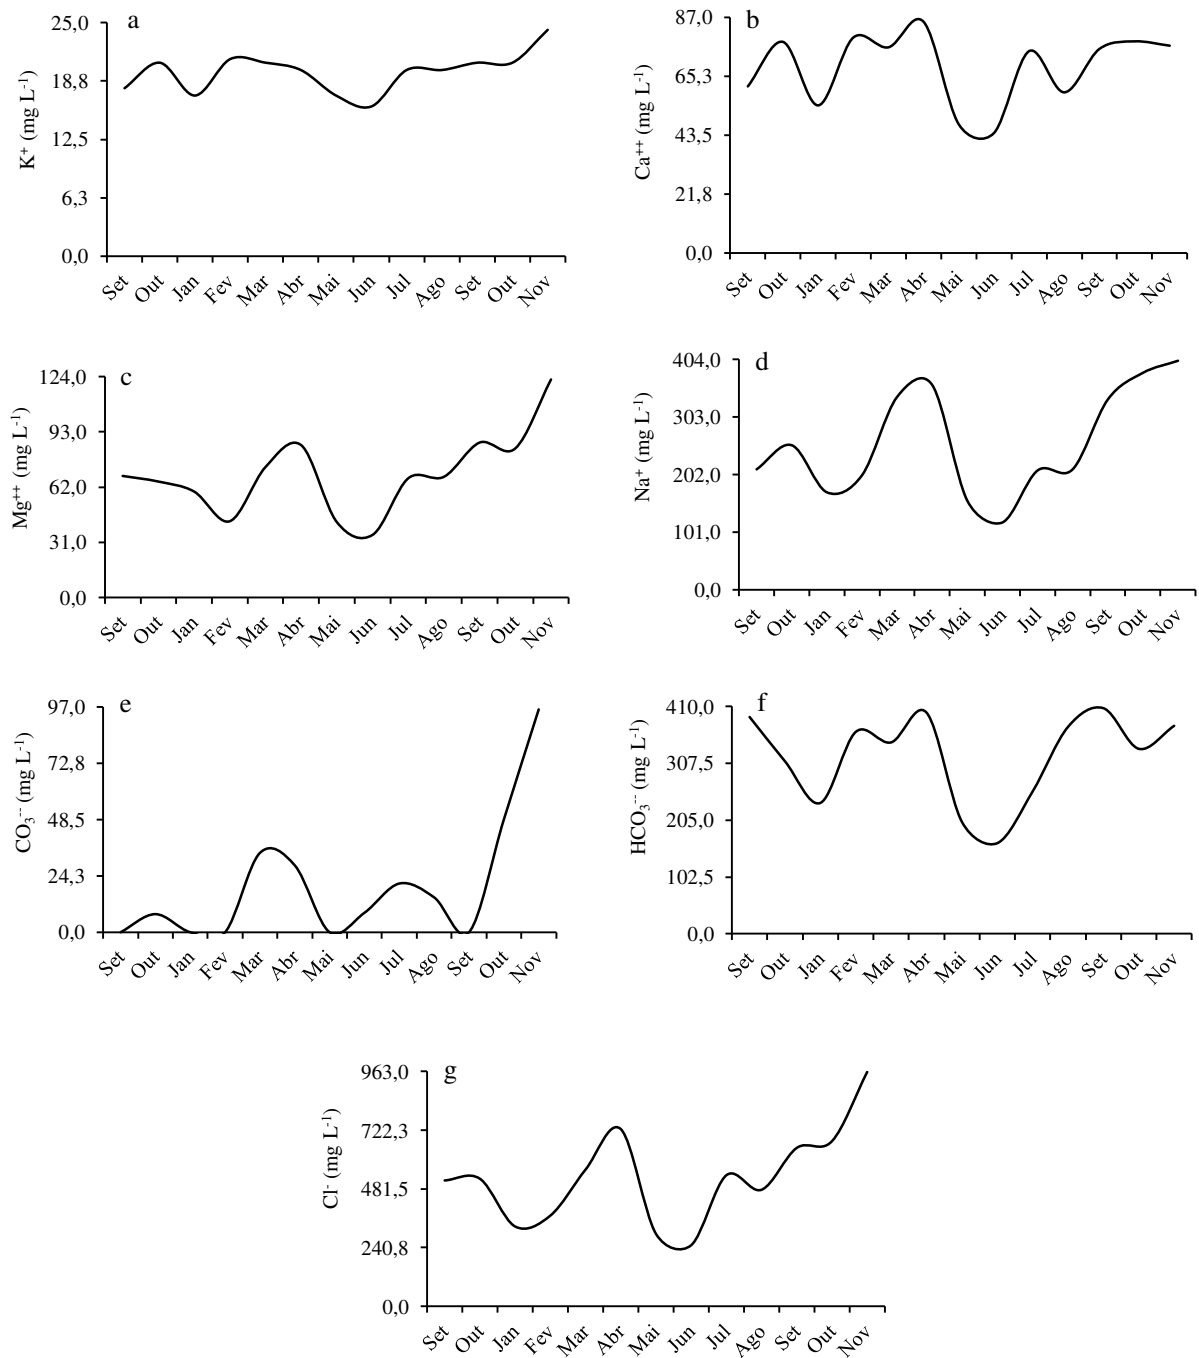 a
25,0
18,8
12,5
6,3
0,0
K⁺ (mg L⁻¹)
Set Out Jan Fev Mar Abr Mai Jun Jul Ago Set Out Nov
b
87,0
65,3
43,5
21,8
0,0
Ca⁺⁺ (mg L⁻¹)
Set Out Jan Fev Mar Abr Mai Jun Jul Ago Set Out Nov
c
124,0
93,0
62,0
31,0
0,0
Mg⁺⁺ (mg L⁻¹)
Set Out Jan Fev Mar Abr Mai Jun Jul Ago Set Out Nov
d
404,0
303,0
202,0
101,0
0,0
Na⁺ (mg L⁻¹)
Set Out Jan Fev Mar Abr Mai Jun Jul Ago Set Out Nov
e
97,0
72,8
48,5
24,3
0,0
CO₃⁻⁻ (mg L⁻¹)
Set Out Jan Fev Mar Abr Mai Jun Jul Ago Set Out Nov
f
410,0
307,5
205,0
102,5
0,0
HCO₃⁻⁻ (mg L⁻¹)
Set Out Jan Fev Mar Abr Mai Jun Jul Ago Set Out Nov
g
963,0
722,3
481,5
240,8
0,0
Cl⁻ (mg L⁻¹)
Set Out Jan Fev Mar Abr Mai Jun Jul Ago Set Out Nov